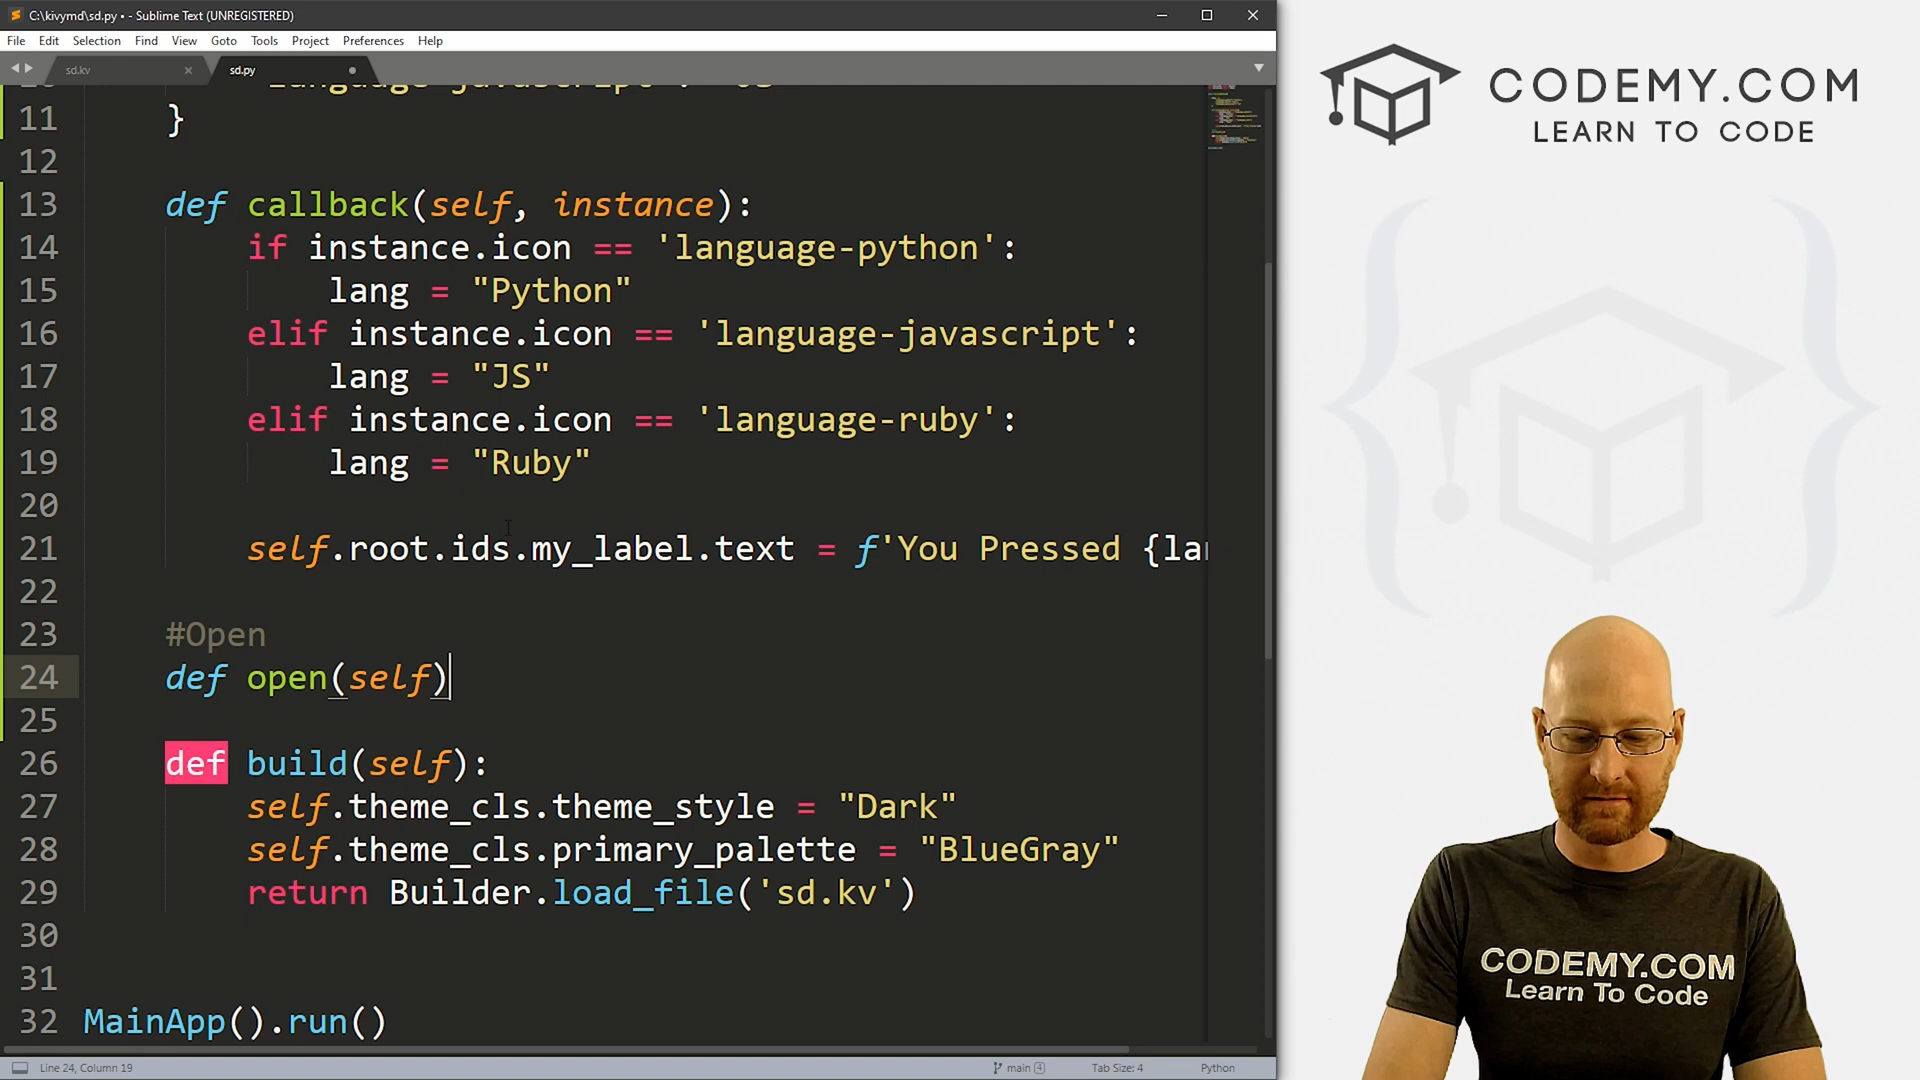 C:\kivymd\sd.py • - Sublime Text (UNREGISTERED)
File Edit Selection Find View Goto Tools Project Preferences Help
sd.kv
sd.py
11 }
12
13 def callback(self, instance):
14 if instance.icon == 'language-python':
15 lang = "Python"
16 elif instance.icon == 'language-javascript':
17 lang = "JS"
18 elif instance.icon == 'language-ruby':
19 lang = "Ruby"
20
21 self.root.ids.my_label.text = f'You Pressed {lan
22
23 #Open
24 def open(self)
25
26 def build(self):
27 self.theme_cls.theme_style = "Dark"
28 self.theme_cls.primary_palette = "BlueGray"
29 return Builder.load_file('sd.kv')
30
31
32 MainApp().run()
Line 24, Column 19
main 4
Tab Size: 4
Python
CODEMY.COM
LEARN TO CODE
CODEMY.COM
Learn To Code